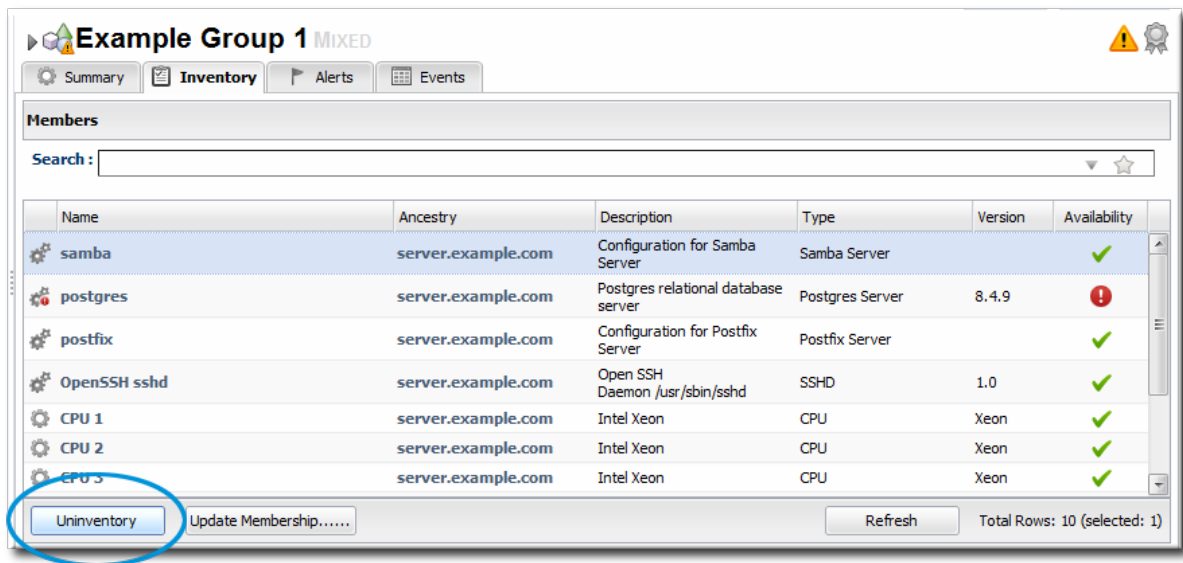 Example Group 1 MIXED
Summary Inventory Alerts Events
Members
Search :
Name Ancestry Description Type Version Availability
samba server.example.com Configuration for Samba Server Samba Server
postgres server.example.com Postgres relational database server Postgres Server 8.4.9
postfix server.example.com Configuration for Postfix Server Postfix Server
OpenSSH sshd server.example.com Open SSH Daemon /usr/sbin/sshd SSHD 1.0
CPU 1 server.example.com Intel Xeon CPU Xeon
CPU 2 server.example.com Intel Xeon CPU Xeon
CPU 3 server.example.com Intel Xeon CPU Xeon
Uninventory Update Membership...... Refresh Total Rows: 10 (selected: 1)